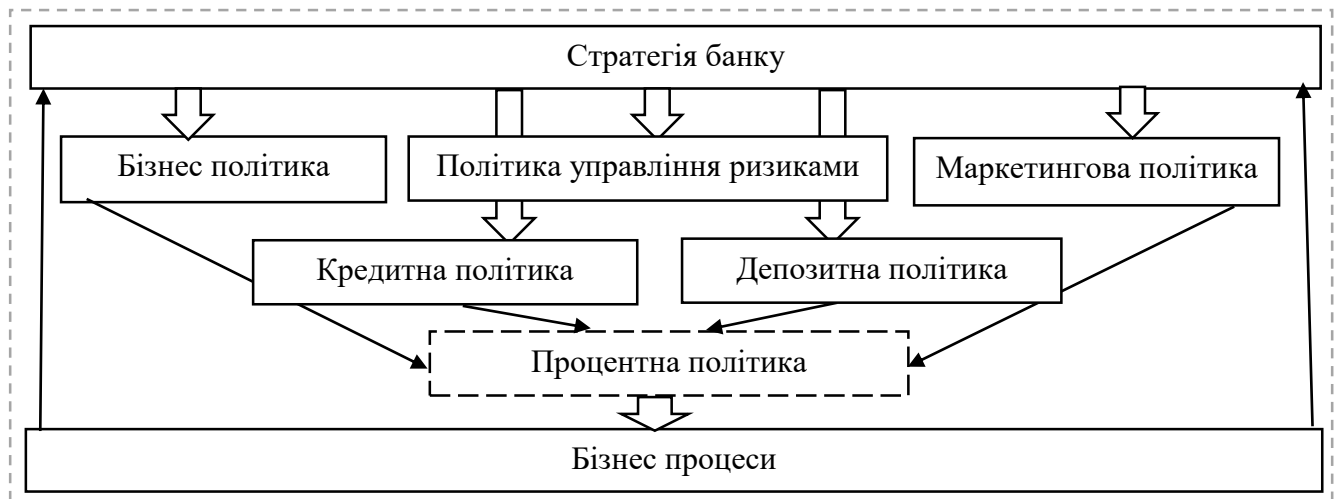 Стратегія банку
Бізнес політика
Політика управління ризиками
Маркетингова політика
Кредитна політика
Депозитна політика
Процентна політика
Бізнес процеси